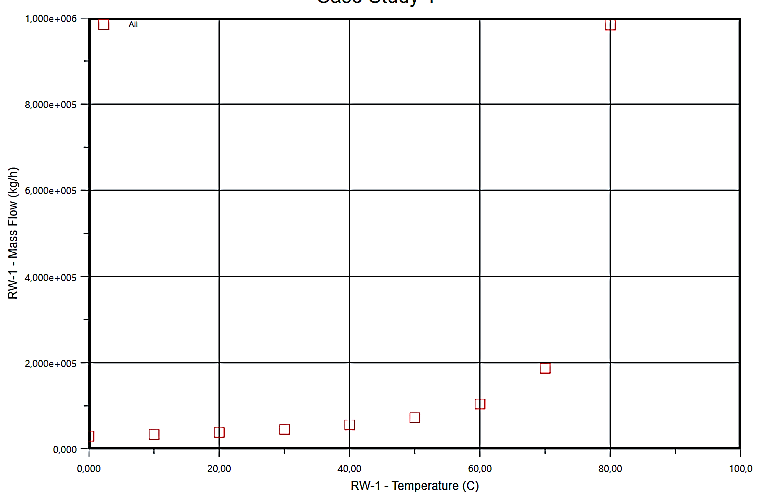 Case Study 1
1,000e+006
All
8,000e+005
6,000e+005
4,000e+005
2,000e+005
0,000
RW-1 - Mass Flow (kg/h)
0,000 20,00 40,00 60,00 80,00 100,0
RW-1 - Temperature (C)